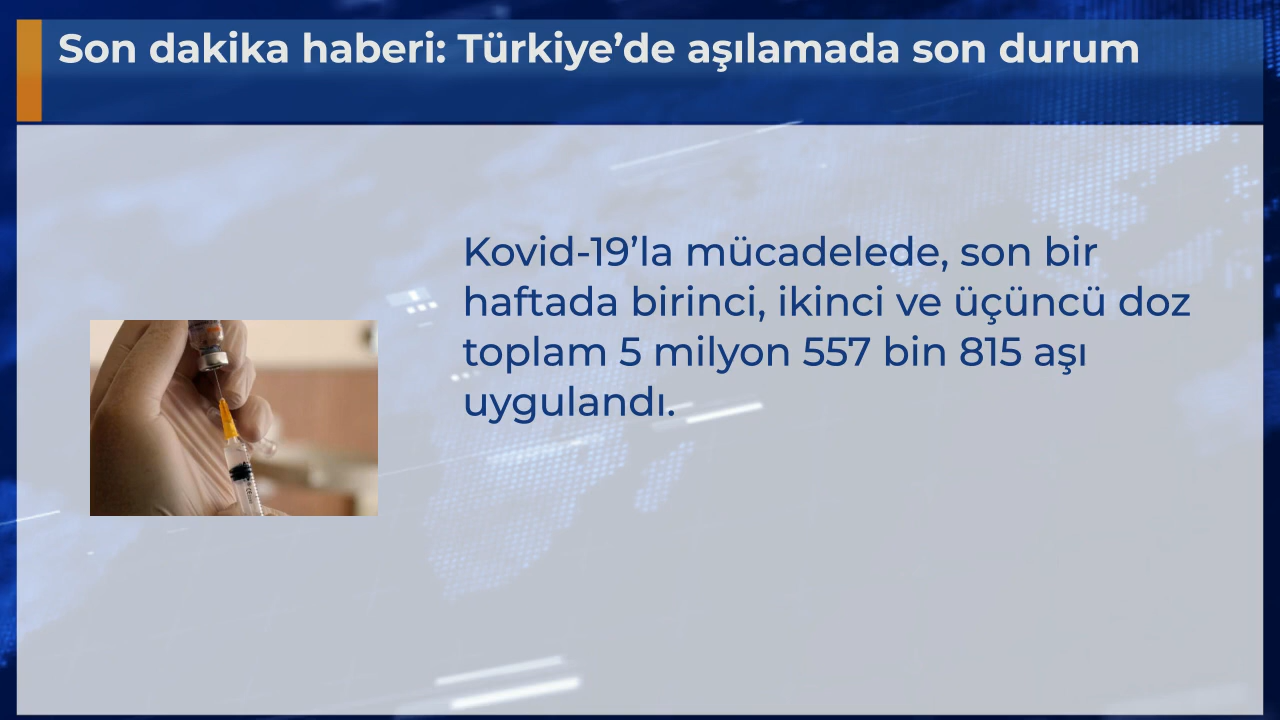 Son dakika haberi: Türkiye’de aşılamada son durum
Kovid-19’la mücadelede, son bir
haftada birinci, ikinci ve üçüncü doz
toplam 5 milyon 557 bin 815 aşı
uygulandı.